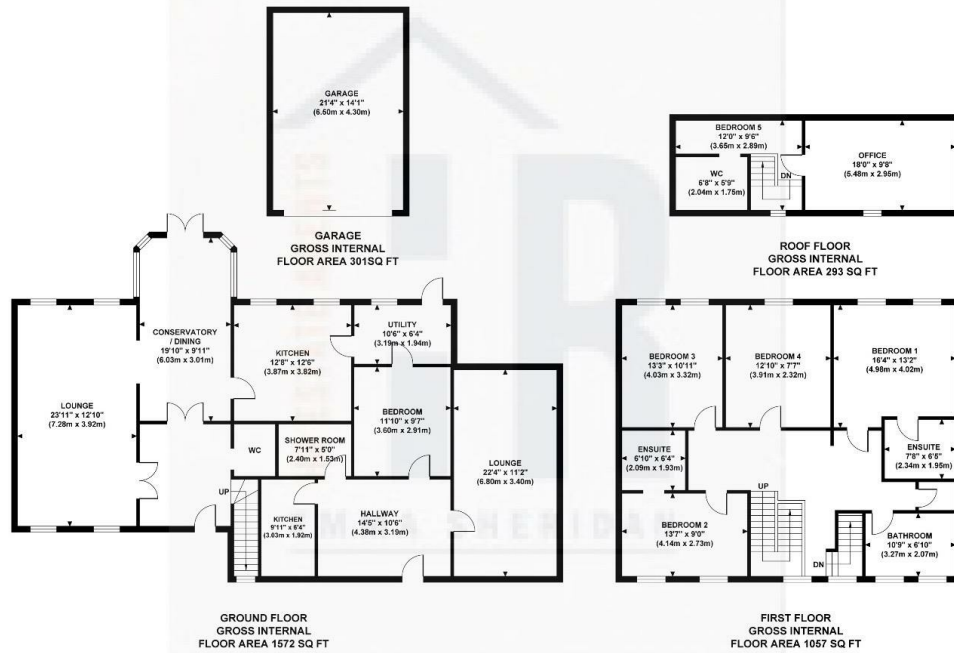 GARAGE
21'4" x 14'1"
(6.50m x 4.30m)
GARAGE
GROSS INTERNAL
FLOOR AREA 301SQ FT
BEDROOM 5
12'0" x 9'6"
(3.65m x 2.89m)
WC
6'8" x 5'9"
(2.04m x 1.75m)
DN
OFFICE
18'0" x 9'8"
(5.48m x 2.95m)
ROOF FLOOR
GROSS INTERNAL
FLOOR AREA 293 SQ FT
LOUNGE
23'11" x 12'10"
(7.28m x 3.92m)
CONSERVATORY
/ DINING
19'10" x 9'11"
(6.03m x 3.01m)
KITCHEN
12'8" x 12'6"
(3.87m x 3.82m)
UTILITY
10'6" x 6'4"
(3.19m x 1.94m)
BEDROOM
11'10" x 9'7"
(3.60m x 2.91m)
LOUNGE
22'4" x 11'2"
(6.80m x 3.40m)
WC
SHOWER ROOM
7'11" x 5'0"
(2.40m x 1.53m)
UP
KITCHEN
9'11" x 6'4"
(3.03m x 1.92m)
HALLWAY
14'5" x 10'6"
(4.38m x 3.19m)
GROUND FLOOR
GROSS INTERNAL
FLOOR AREA 1572 SQ FT
BEDROOM 3
13'3" x 10'11"
(4.03m x 3.32m)
BEDROOM 4
12'10" x 7'7"
(3.91m x 2.32m)
BEDROOM 1
16'4" x 13'2"
(4.98m x 4.02m)
ENSUITE
6'10" x 6'4"
(2.09m x 1.93m)
ENSUITE
7'8" x 6'5"
(2.34m x 1.95m)
UP
BEDROOM 2
13'7" x 9'0"
(4.14m x 2.73m)
DN
BATHROOM
10'9" x 6'10"
(3.27m x 2.07m)
FIRST FLOOR
GROSS INTERNAL
FLOOR AREA 1057 SQ FT
SHERIDAN